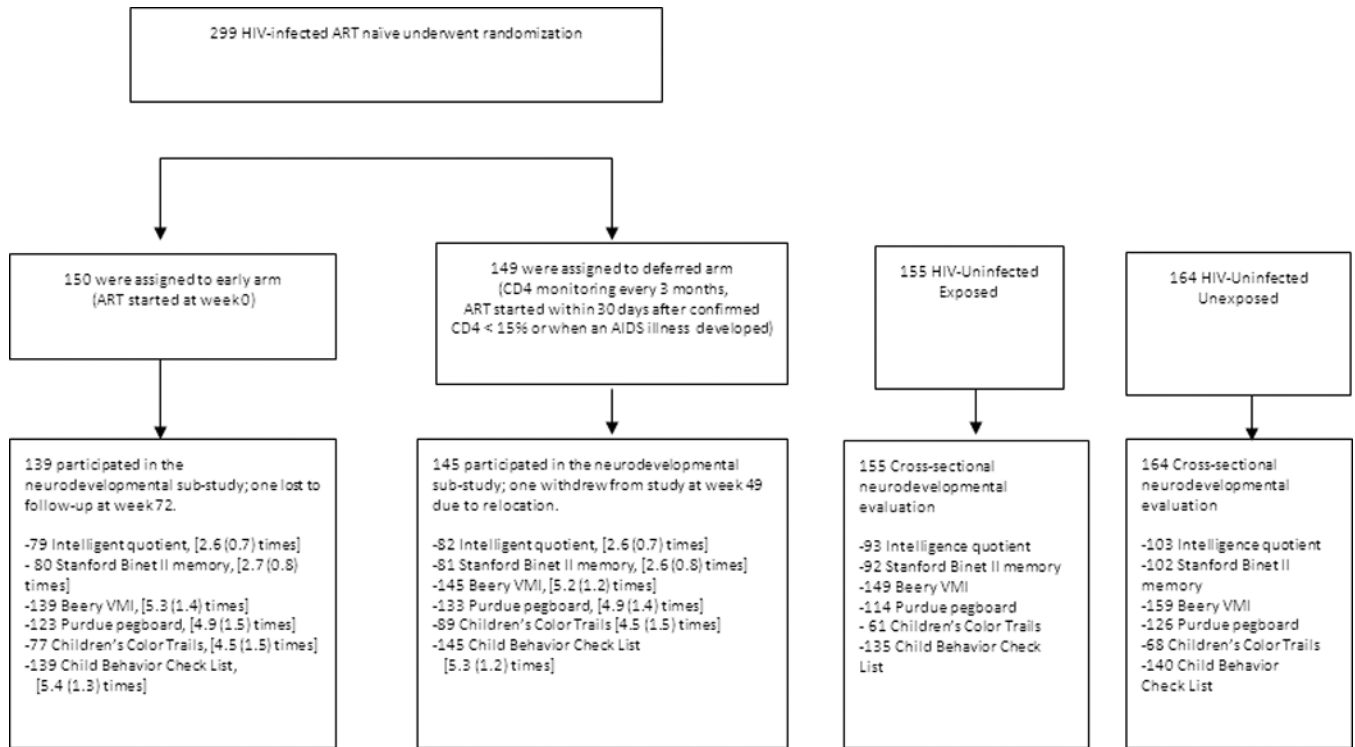 299 HIV-infected ART naïve underwent randomization
150 were assigned to early arm
(ART started at week 0)
149 were assigned to deferred arm
(CD4 monitoring every 3 months,
ART started within 30 days after confirmed
CD4 < 15% or when an AIDS illness developed)
155 HIV-Uninfected
Exposed
164 HIV-Uninfected
Unexposed
139 participated in the
neurodevelopmental sub-study; one lost to
follow-up at week 72.
-79 Intelligent quotient, [2.6 (0.7) times]
- 80 Stanford Binet II memory, [2.7 (0.8)
times]
-139 Beery VMI, [5.3 (1.4) times]
-123 Purdue pegboard, [4.9 (1.5) times]
-77 Children's Color Trails, [4.5 (1.5) times]
-139 Child Behavior Check List,
[5.4 (1.3) times]
145 participated in the neurodevelopmental
sub-study; one withdrew from study at week 49
due to relocation.
-82 Intelligent quotient, [2.6 (0.7) times]
-81 Stanford Binet II memory, [2.6 (0.8) times]
-145 Beery VMI, [5.2 (1.2) times]
-133 Purdue pegboard, [4.9 (1.4) times]
-89 Children's Color Trails [4.5 (1.5) times]
-145 Child Behavior Check List
[5.3 (1.2) times]
155 Cross-sectional
neurodevelopmental
evaluation
-93 Intelligence quotient
-92 Stanford Binet II memory
-149 Beery VMI
-114 Purdue pegboard
- 61 Children's Color Trails
-135 Child Behavior Check
List
164 Cross-sectional
neurodevelopmental
evaluation
-103 Intelligence quotient
-102 Stanford Binet II
memory
-159 Beery VMI
-126 Purdue pegboard
-68 Children's Color Trails
-140 Child Behavior
Check List